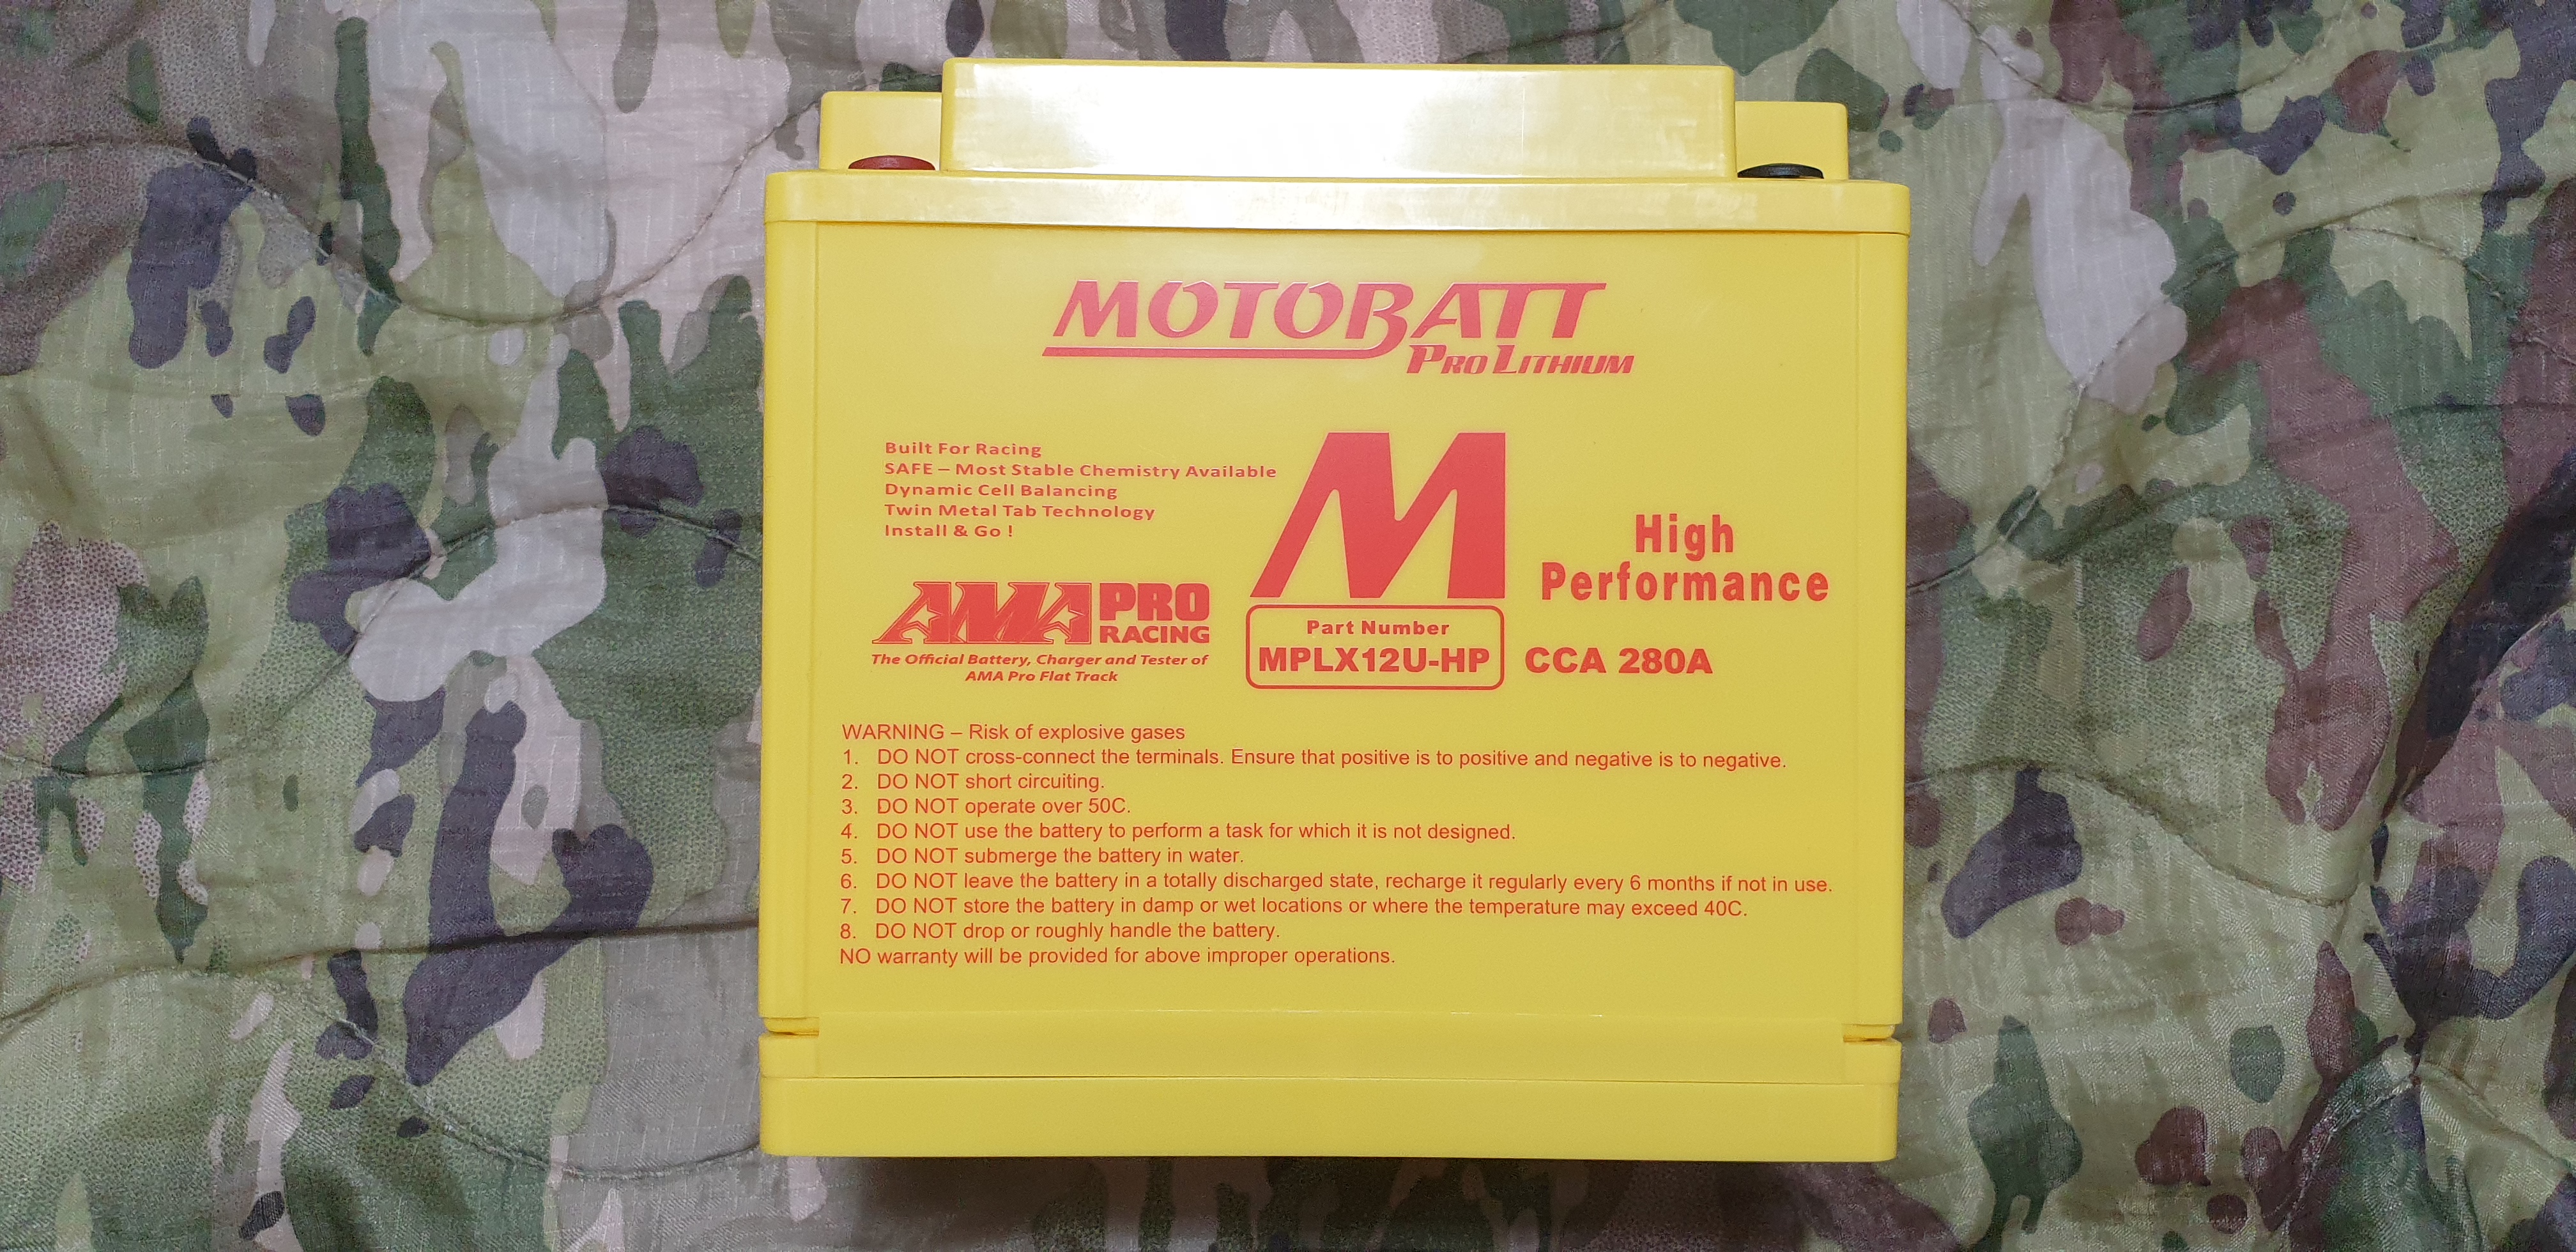 MOTOBATT
PRO LITHIUM
Built For Racing
SAFE – Most Stable Chemistry Available
Dynamic Cell Balancing
Twin Metal Tab Technology
Install & Go !
M
High
Performance
AMA PRO
RACING
The Official Battery, Charger and Tester of
AMA Pro Flat Track
Part Number
MPLX12U-HP
CCA 280A
WARNING – Risk of explosive gases
1. DO NOT cross-connect the terminals. Ensure that positive is to positive and negative is to negative.
2. DO NOT short circuiting.
3. DO NOT operate over 50C.
4. DO NOT use the battery to perform a task for which it is not designed.
5. DO NOT submerge the battery in water.
6. DO NOT leave the battery in a totally discharged state, recharge it regularly every 6 months if not in use.
7. DO NOT store the battery in damp or wet locations or where the temperature may exceed 40C.
8. DO NOT drop or roughly handle the battery.
NO warranty will be provided for above improper operations.